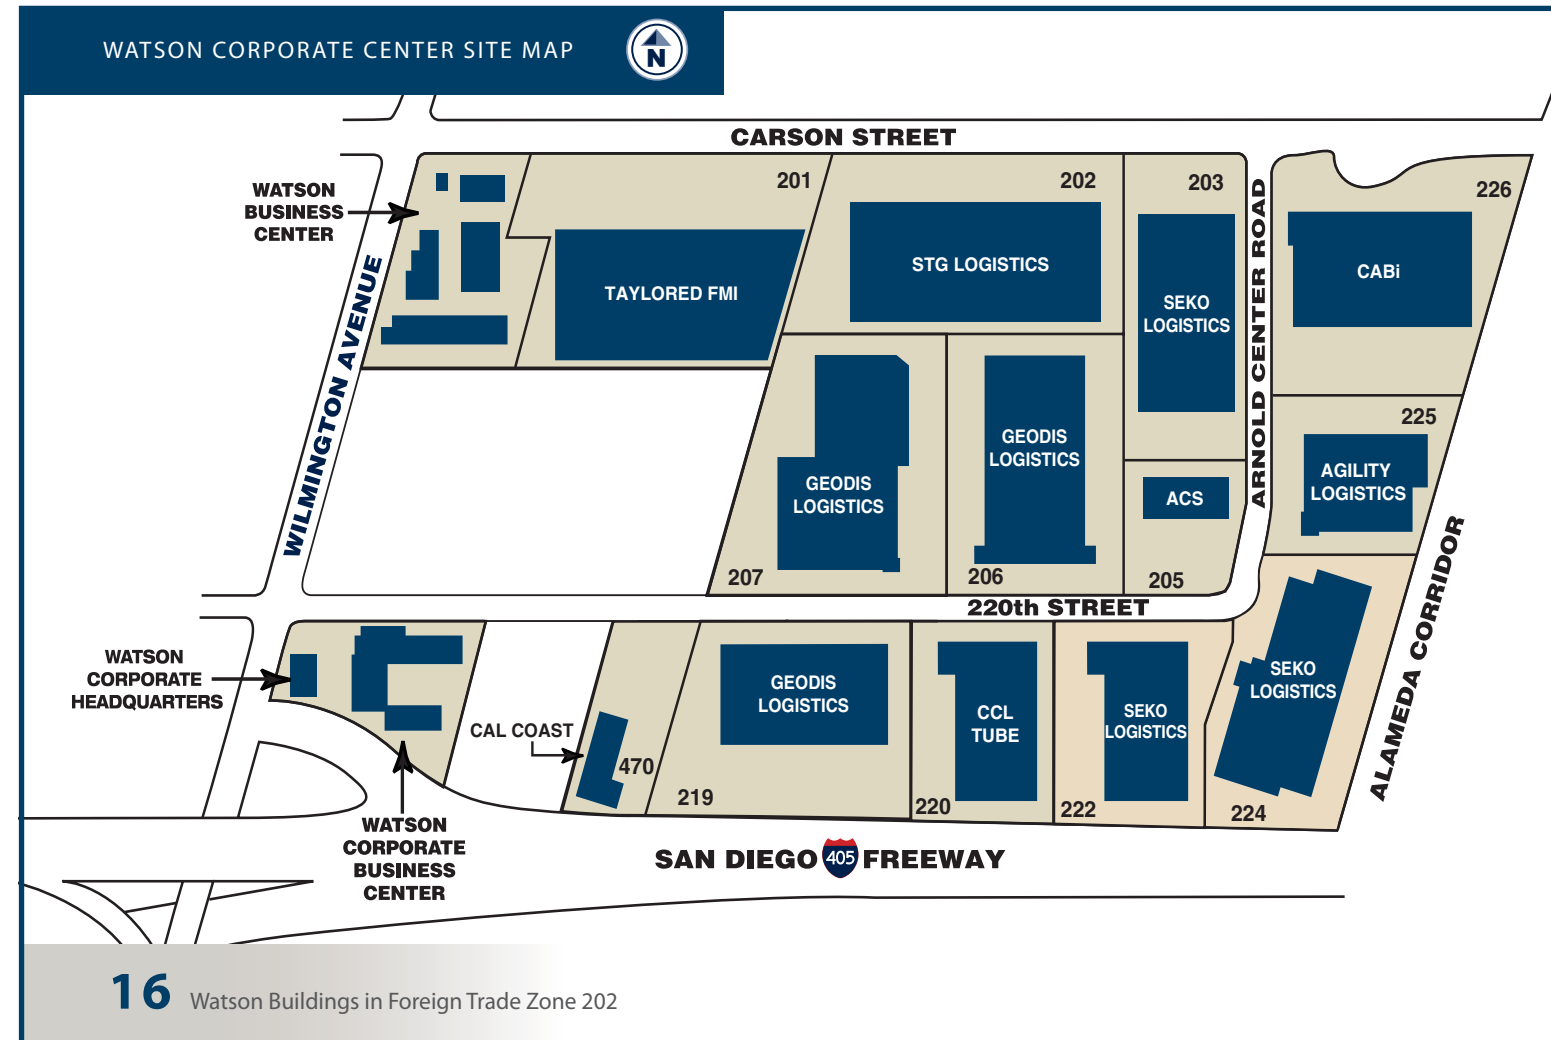 WATSON CORPORATE CENTER SITE MAP
N
CARSON STREET
WATSON
BUSINESS
CENTER
WILMINGTON AVENUE
201
TAYLORED FMI
202
STG LOGISTICS
203
SEKO
LOGISTICS
ARNOLD CENTER ROAD
226
CABi
225
AGILITY
LOGISTICS
GEODIS
LOGISTICS
207
GEODIS
LOGISTICS
206
ACS
205
220th STREET
ALAMEDA CORRIDOR
WATSON
CORPORATE
HEADQUARTERS
CAL COAST
470
GEODIS
LOGISTICS
219
CCL
TUBE
220
SEKO
LOGISTICS
222
SEKO
LOGISTICS
224
WATSON
CORPORATE
BUSINESS
CENTER
SAN DIEGO 405 FREEWAY
16 Watson Buildings in Foreign Trade Zone 202